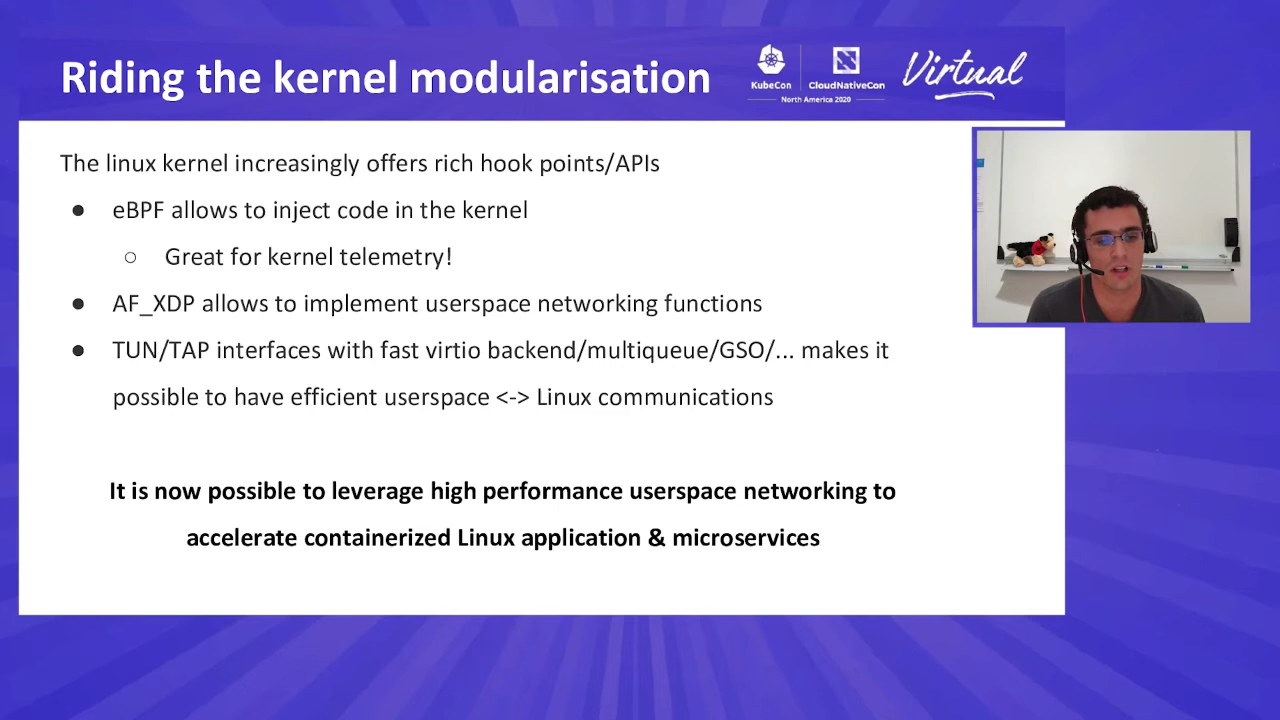 Riding the kernel modularisation
KubeCon
CloudNativeCon
North America 2020
Virtual
The linux kernel increasingly offers rich hook points/APIs
● eBPF allows to inject code in the kernel
○ Great for kernel telemetry!
● AF_XDP allows to implement userspace networking functions
● TUN/TAP interfaces with fast virtio backend/multiqueue/GSO/... makes it
possible to have efficient userspace <-> Linux communications
It is now possible to leverage high performance userspace networking to
accelerate containerized Linux application & microservices